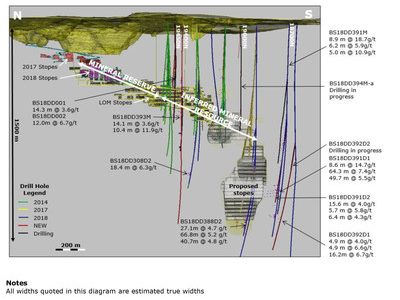 N
S
BS18DD391M
8.9 m @ 18.7g/t
6.2 m @ 5.9g/t
5.0 m @ 10.9g/t
2017 Stopes
2018 Stopes
MINERAL RESERVE
INFERRED MINERAL
RESOURCE
LOM Stopes
BS18DD394M-a
Drilling in
progress
BS18DD001
14.3 m @ 3.6g/t
BS18DD002
12.0m @ 6.7g/t
BS18DD393M
14.1 m @ 3.6g/t
10.4 m @ 11.9g/t
1500 m
BS18DD392D2
Drilling in progress
BS18DD391D1
8.6 m @ 14.7g/t
64.3 m @ 7.4g/t
49.7 m @ 5.5g/t
BS18DD308D2
18.4 m @ 6.3g/t
Proposed
stopes
BS18DD391D2
15.6 m @ 4.0g/t
5.7 m @ 5.8g/t
6.4 m @ 4.3g/t
Drill Hole
Legend
2014
2017
2018
NEW
Drilling
BS18DD388D2
27.1m @ 4.7 g/t
66.8m @ 5.2 g/t
40.7m @ 4.8 g/t
BS18DD392D1
4.9 m @ 4.0g/t
4.9 m @ 6.6g/t
16.2m @ 6.7g/t
200 m
Notes
All widths quoted in this diagram are estimated true widths